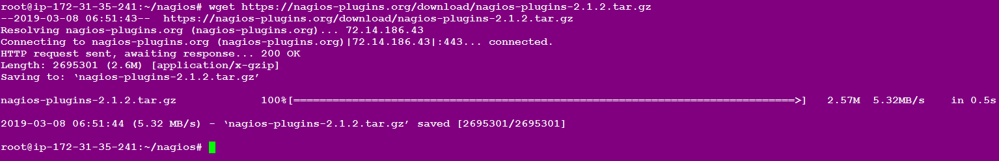 root@ip-172-31-35-241:~/nagios# wget https://nagios-plugins.org/download/nagios-plugins-2.1.2.tar.gz
--2019-03-08 06:51:43--  https://nagios-plugins.org/download/nagios-plugins-2.1.2.tar.gz
Resolving nagios-plugins.org (nagios-plugins.org)... 72.14.186.43
Connecting to nagios-plugins.org (nagios-plugins.org)|72.14.186.43|:443... connected.
HTTP request sent, awaiting response... 200 OK
Length: 2695301 (2.6M) [application/x-gzip]
Saving to: ‘nagios-plugins-2.1.2.tar.gz’
nagios-plugins-2.1.2.tar.gz             100%[=============================================================================>]   2.57M  5.32MB/s    in 0.5s
2019-03-08 06:51:44 (5.32 MB/s) - ‘nagios-plugins-2.1.2.tar.gz’ saved [2695301/2695301]
root@ip-172-31-35-241:~/nagios#